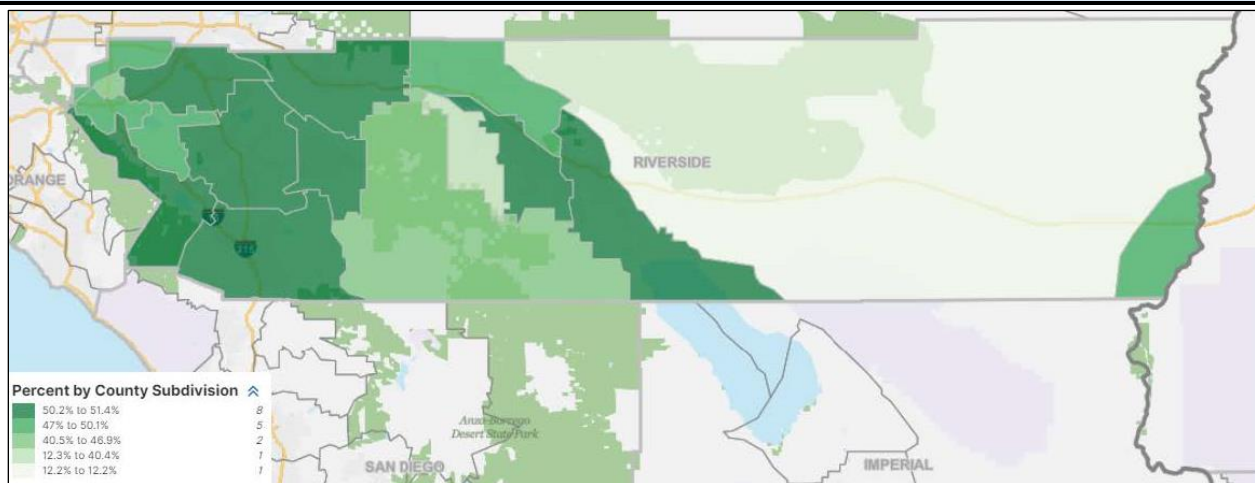 RIVERSIDE
ORANGE
5
215
Anza-Borrego
Desert State Park
SAN DIEGO
IMPERIAL
Percent by County Subdivision
50.2% to 51.4% 8
47% to 50.1% 5
40.5% to 46.9% 2
12.3% to 40.4% 1
12.2% to 12.2% 1